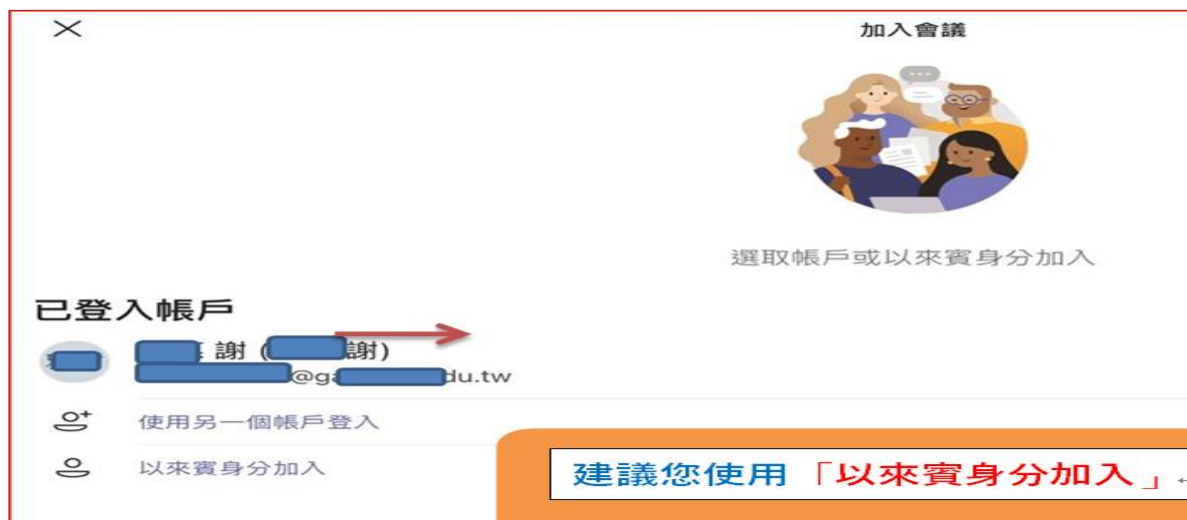 加入會議
選取帳戶或以來賓身分加入
已登入帳戶
謝 ( 謝)
@ga du.tw
使用另一個帳戶登入
以來賓身分加入
建議您使用「以來賓身分加入」